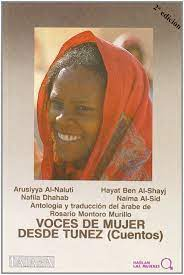 2ª edición
Arusiyya Al-Naluti Hayat Ben Al-Shayj
Nafila Dhahab Naima Al-Sid
Antología y traducción del árabe de
Rosario Montoro Murillo
VOCES DE MUJER
DESDE TUNEZ (Cuentos)
HABLAN
LAS MUJERES